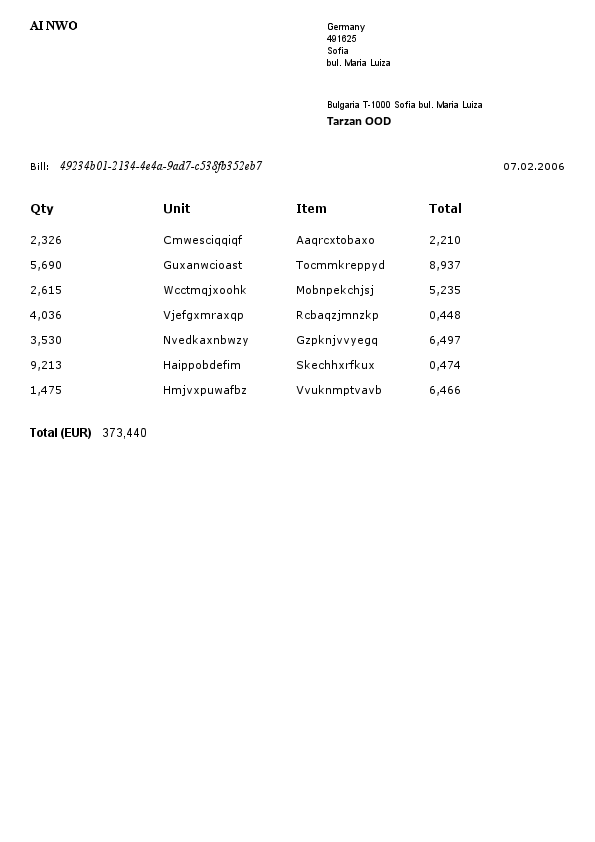 AI NWO
Germany
491625
Sofia
bul. Maria Luiza
Bulgaria T-1000 Sofia bul. Maria Luiza
Tarzan OOD
Bill: 49234b01-2134-4e4a-9ad7-c538fb352eb7 07.02.2006
Qty Unit Item Total
2,326 Cmwesciqqiqf Aaqrcxtobaxo 2,210
5,690 Guxanwcioast Tocmmkreppyd 8,937
2,615 Wcctmqjxoohk Mobnpekchjsj 5,235
4,036 Vjefgxmraxqp Rcbaqzjmnzkp 0,448
3,530 Nvedkaxnbwzy Gzpknjvvyegq 6,497
9,213 Haippobdefim Skechhxrfkux 0,474
1,475 Hmjvxpuwafbz Vvuknmptvavb 6,466
Total (EUR) 373,440